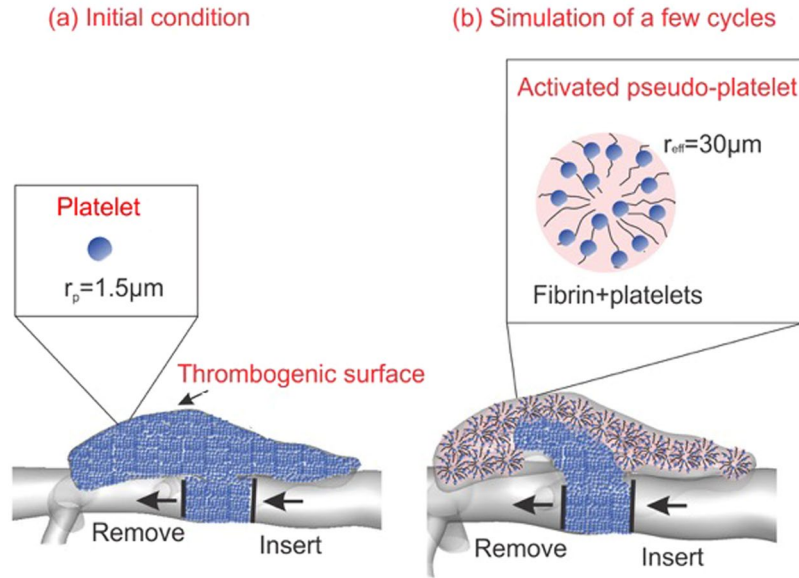 (a) Initial condition
Platelet
rₚ=1.5µm
Thrombogenic surface
Remove
Insert
(b) Simulation of a few cycles
Activated pseudo-platelet
r_eff=30µm
Fibrin+platelets
Remove
Insert